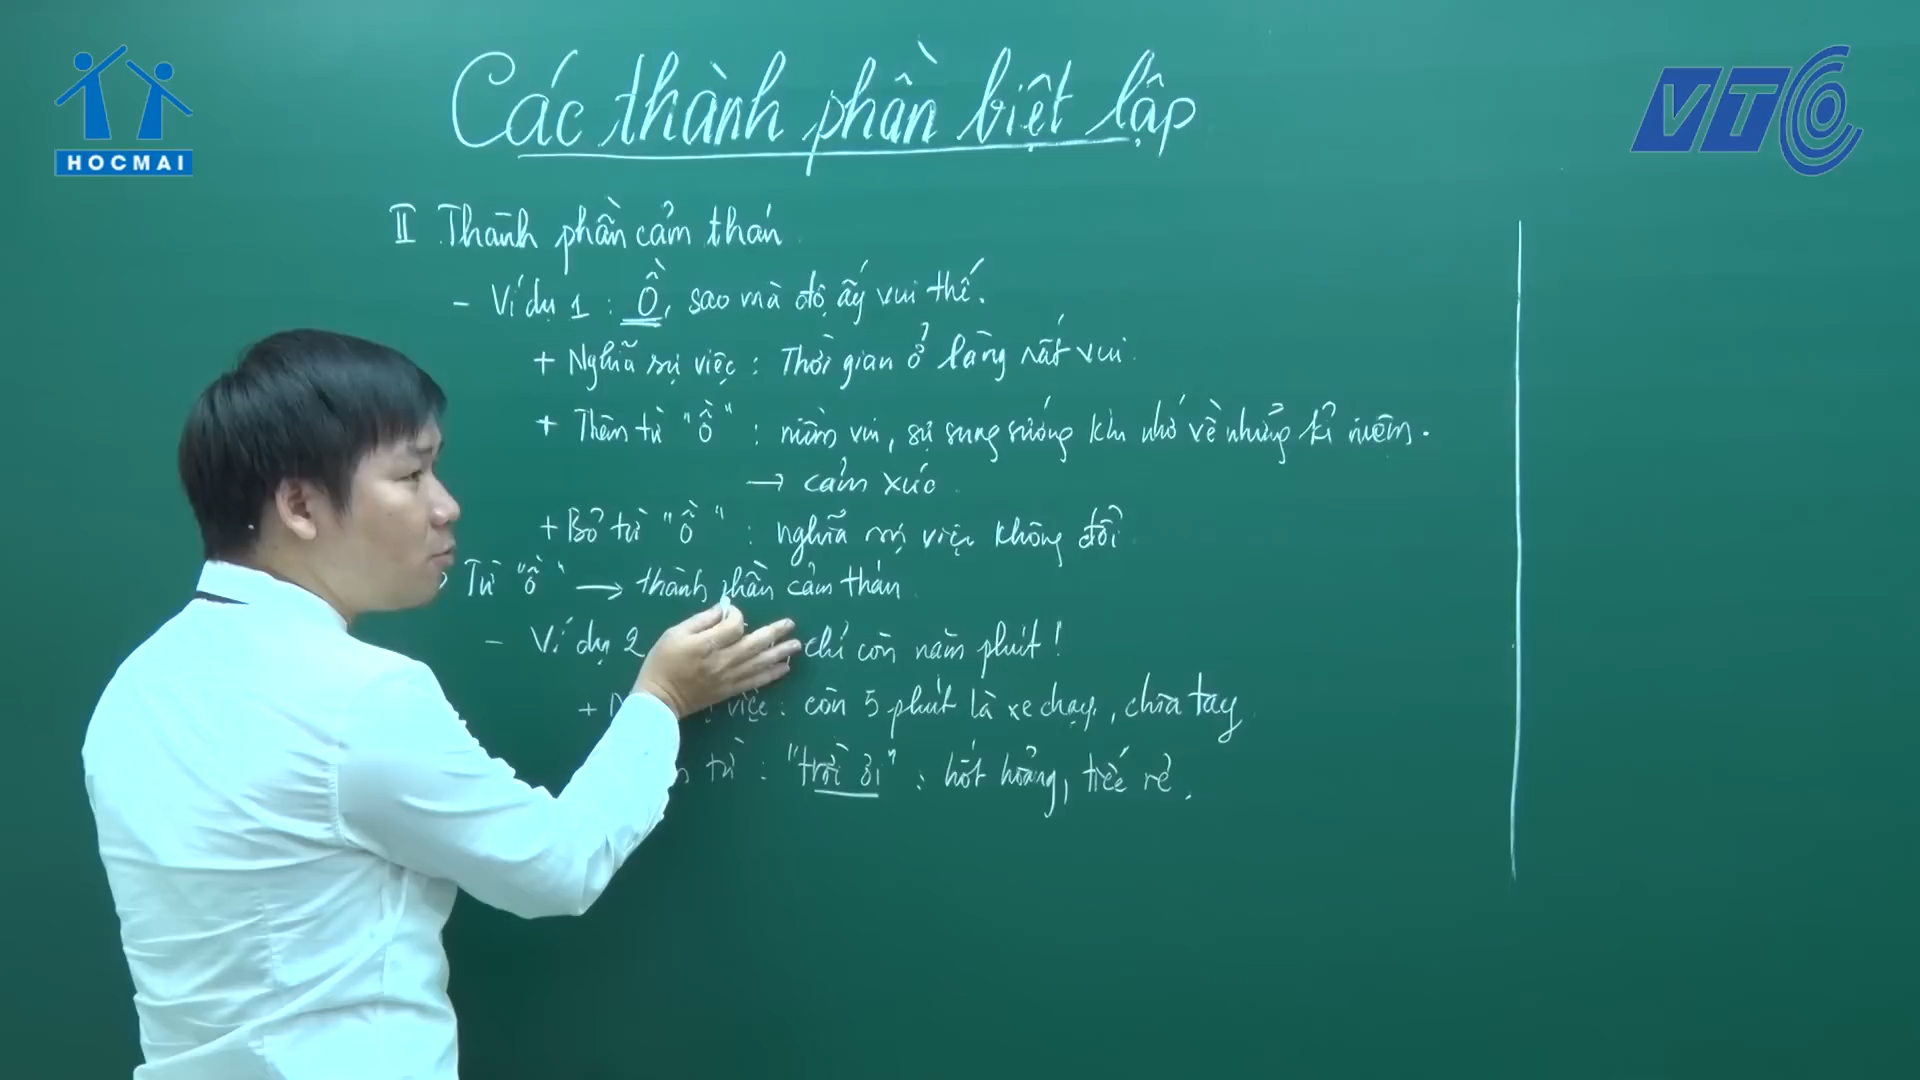 HOCMAI
VTC
Các thành phần biệt lập
II Thành phần cảm thán
- Ví dụ 1 : Ồ, sao mà độ ấy vui thế.
+ Nghĩa sự việc : Thời gian ở làng rất vui.
+ Thêm từ "ồ" : niềm vui, sự sung sướng khi nhớ về những kỉ niệm.
→ cảm xúc.
+ Bỏ từ "ồ" : nghĩa sự việc không đổi
Từ "ồ" → thành phần cảm thán.
- Ví dụ 2 chỉ còn năm phút!
+ việc : còn 5 phút là xe chạy, chia tay
từ : "trời ơi" : hốt hoảng, tiếc rẻ.